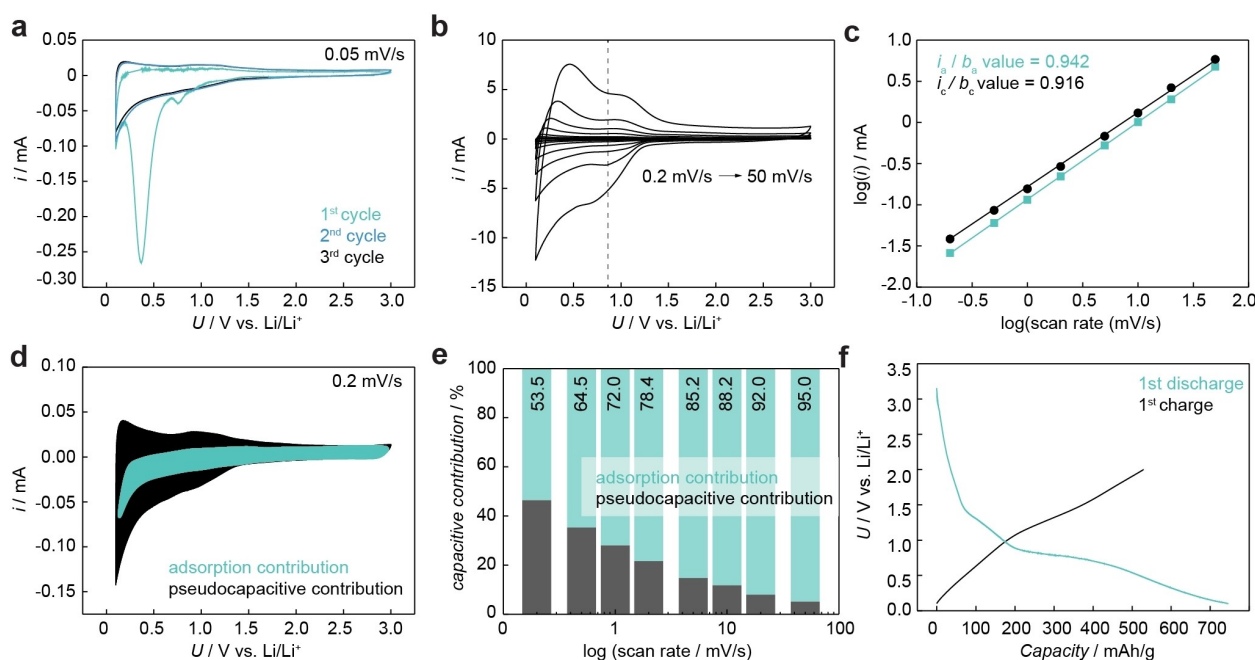 a
0.05 mV/s
0.05
0
-0.05
-0.10
-0.15
-0.20
-0.25
-0.30
i / mA
1st cycle
2nd cycle
3rd cycle
0 0.5 1.0 1.5 2.0 2.5 3.0
U / V vs. Li/Li⁺
b
10
5
0
-5
-10
-15
i / mA
0.2 mV/s → 50 mV/s
0 0.5 1.0 1.5 2.0 2.5 3.0
U / V vs. Li/Li⁺
c
ia / ba value = 0.942
ic / bc value = 0.916
1.0
0.5
0
-0.5
-1.0
-1.5
-2.0
log(i) / mA
-1.0 -0.5 0 0.5 1.0 1.5 2.0
log(scan rate (mV/s)
d
0.2 mV/s
0.10
0.05
0.00
-0.05
-0.10
-0.15
i / mA
adsorption contribution
pseudocapacitive contribution
0 0.5 1.0 1.5 2.0 2.5 3.0
U / V vs. Li/Li⁺
e
100
80
60
40
20
0
capacitive contribution / %
53.5 64.5 72.0 78.4 85.2 88.2 92.0 95.0
adsorption contribution
pseudocapacitive contribution
0 1 10 100
log (scan rate / mV/s)
f
3.5
3.0
2.5
2.0
1.5
1.0
0.5
0.0
U / V vs. Li/Li⁺
1st discharge
1st charge
0 100 200 300 400 500 600 700
Capacity / mAh/g